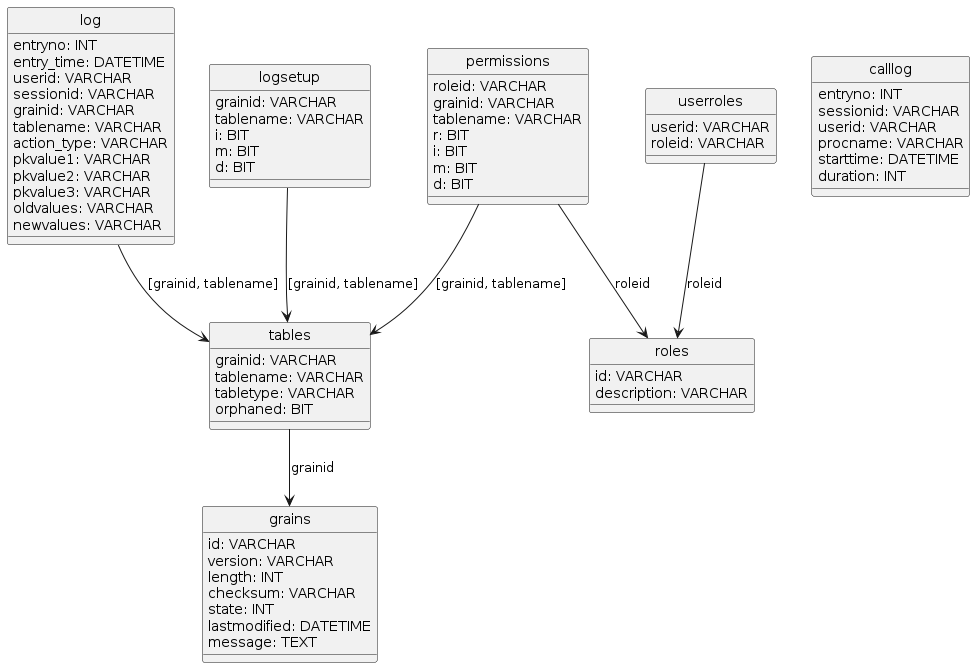 log
entryno: INT
entry_time: DATETIME
userid: VARCHAR
sessionid: VARCHAR
grainid: VARCHAR
tablename: VARCHAR
action_type: VARCHAR
pkvalue1: VARCHAR
pkvalue2: VARCHAR
pkvalue3: VARCHAR
oldvalues: VARCHAR
newvalues: VARCHAR
logsetup
grainid: VARCHAR
tablename: VARCHAR
i: BIT
m: BIT
d: BIT
permissions
roleid: VARCHAR
grainid: VARCHAR
tablename: VARCHAR
r: BIT
i: BIT
m: BIT
d: BIT
userroles
userid: VARCHAR
roleid: VARCHAR
calllog
entryno: INT
sessionid: VARCHAR
userid: VARCHAR
procname: VARCHAR
starttime: DATETIME
duration: INT
[grainid, tablename]
[grainid, tablename]
[grainid, tablename]
roleid
roleid
tables
grainid: VARCHAR
tablename: VARCHAR
tabletype: VARCHAR
orphaned: BIT
roles
id: VARCHAR
description: VARCHAR
grainid
grains
id: VARCHAR
version: VARCHAR
length: INT
checksum: VARCHAR
state: INT
lastmodified: DATETIME
message: TEXT